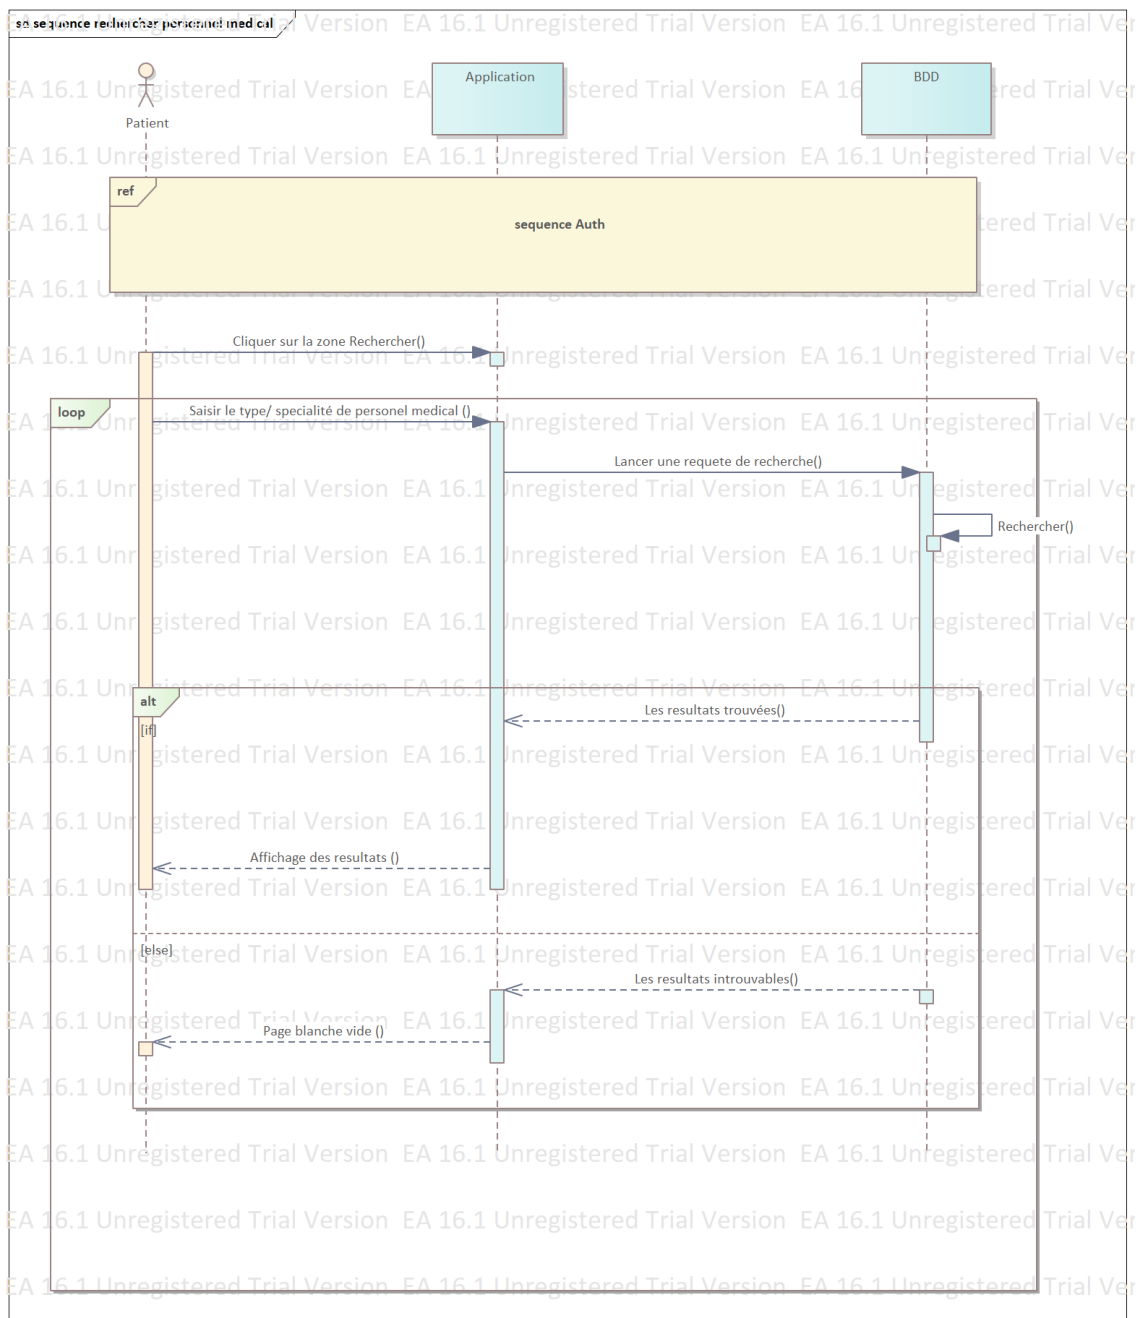 sd sequence rechercher personnel medical
Patient
Application
BDD
ref
sequence Auth
Cliquer sur la zone Rechercher()
loop
Saisir le type/ specialité de personel medical ()
Lancer une requete de recherche()
Rechercher()
alt
Les resultats trouvées()
[if]
Affichage des resultats ()
[else]
Les resultats introuvables()
Page blanche vide ()
EA 16.1 Unregistered Trial Version